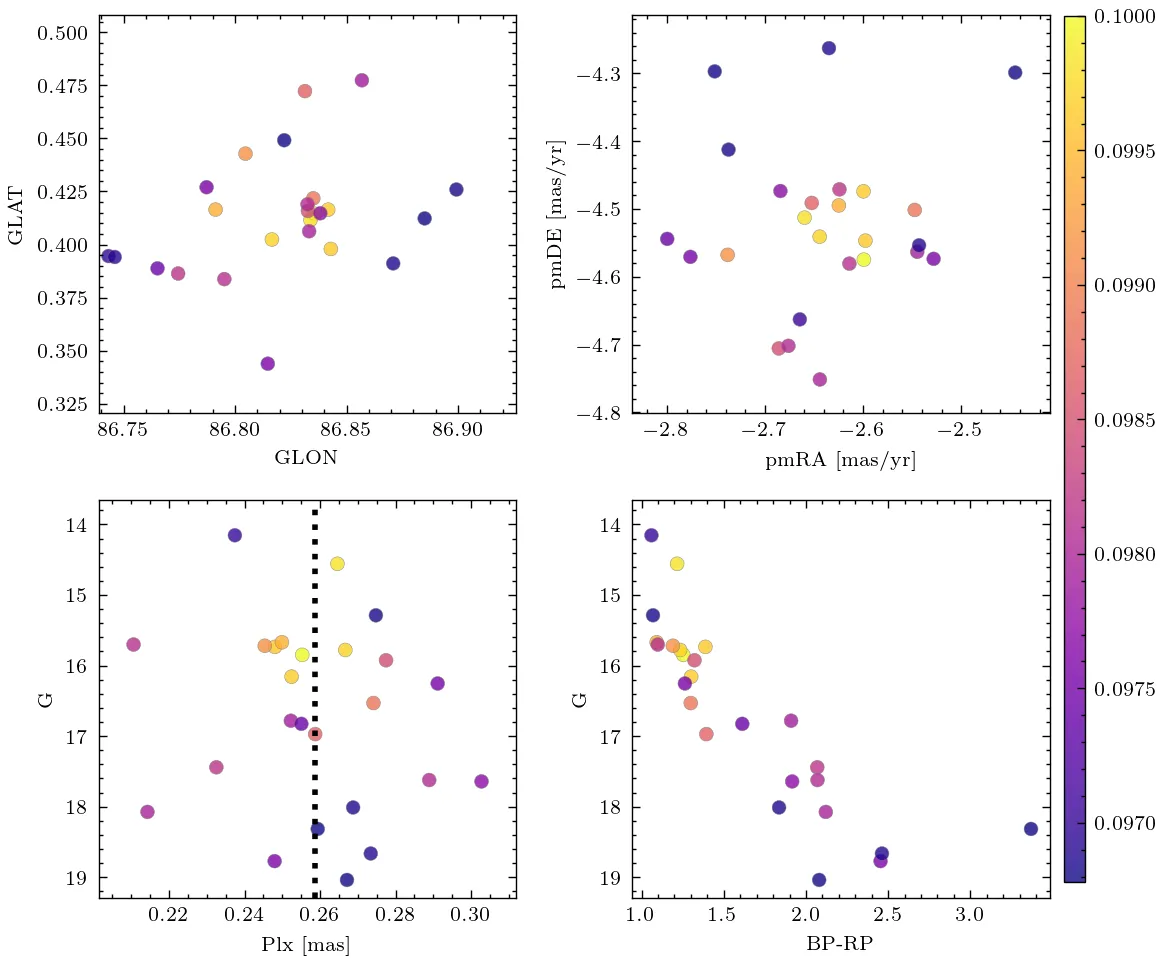 0.500
0.475
0.450
0.425
0.400
0.375
0.350
0.325
GLAT
86.75 86.80 86.85 86.90
GLON
−4.3
−4.4
−4.5
−4.6
−4.7
−4.8
pmDE [mas/yr]
−2.8 −2.7 −2.6 −2.5
pmRA [mas/yr]
14
15
16
17
18
19
G
0.22 0.24 0.26 0.28 0.30
Plx [mas]
14
15
16
17
18
19
G
1.0 1.5 2.0 2.5 3.0
BP-RP
0.1000
0.0995
0.0990
0.0985
0.0980
0.0975
0.0970